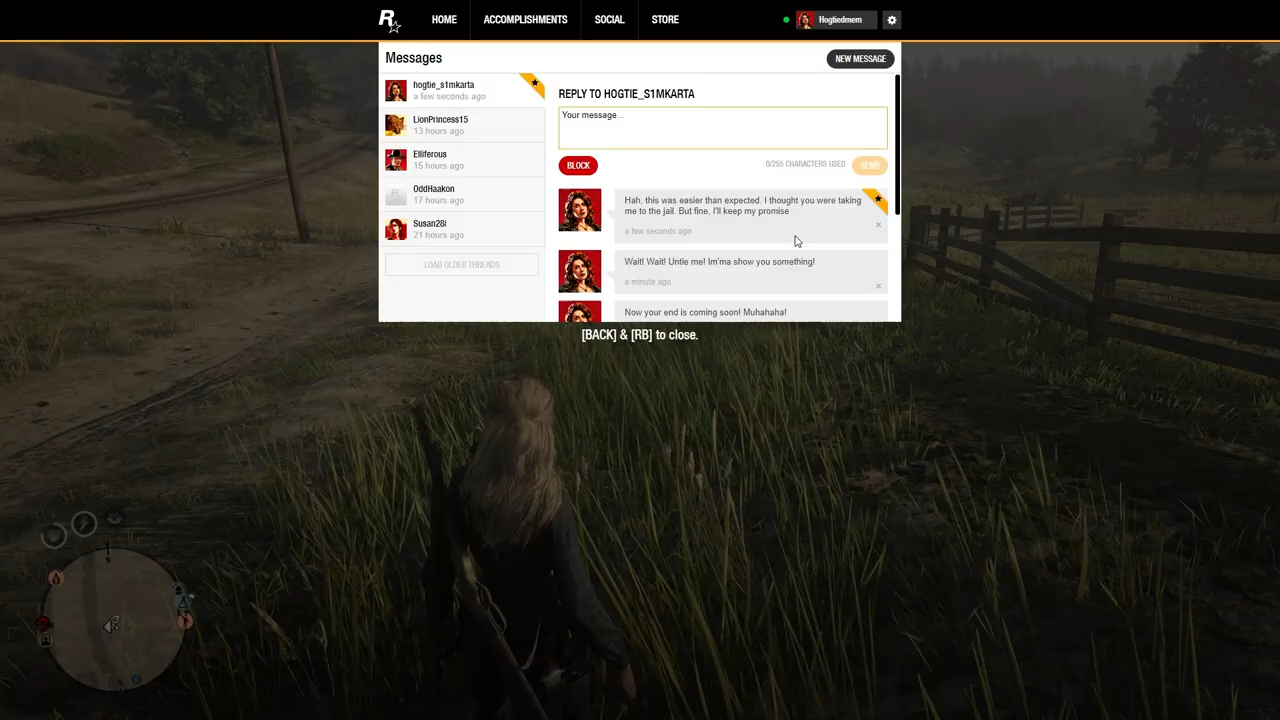 HOME
ACCOMPLISHMENTS
SOCIAL
STORE
Hogtiedmem
Messages
NEW MESSAGE
hogtie_s1mkarta
a few seconds ago
LionPrincess15
13 hours ago
Elliferous
15 hours ago
OddHaakon
17 hours ago
Susan28i
21 hours ago
LOAD OLDER THREADS
REPLY TO HOGTIE_S1MKARTA
Your message...
BLOCK
0/255 CHARACTERS USED
SEND
Hah, this was easier than expected. I thought you were taking
me to the jail. But fine, I'll keep my promise
a few seconds ago
Wait! Wait! Untie me! Im'ma show you something!
a minute ago
Now your end is coming soon! Muhahaha!
[BACK] & [RB] to close.
N